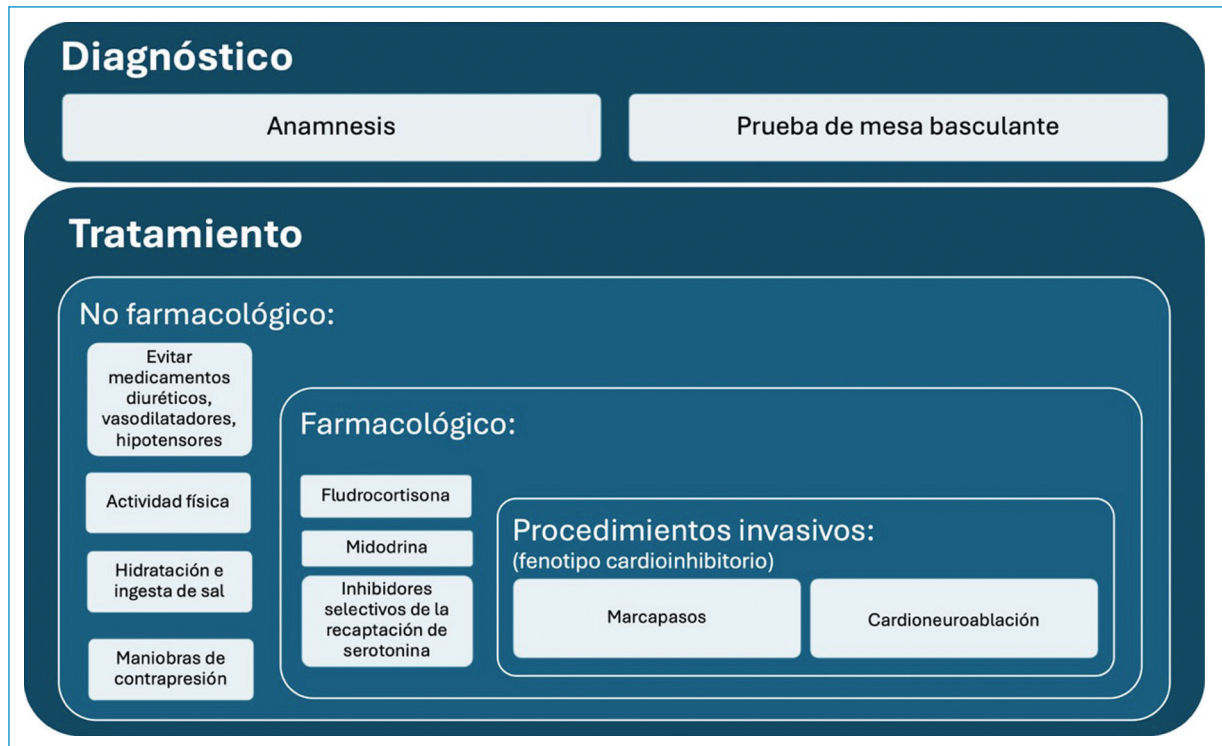 Diagnóstico
Anamnesis
Prueba de mesa basculante
Tratamiento
No farmacológico:
Evitar
medicamentos
diuréticos,
vasodilatadores,
hipotensores
Actividad física
Hidratación e
ingesta de sal
Maniobras de
contrapresión
Farmacológico:
Fludrocortisona
Midodrina
Inhibidores
selectivos de la
recaptación de
serotonina
Procedimientos invasivos:
(fenotipo cardioinhibitorio)
Marcapasos
Cardioneuroablación